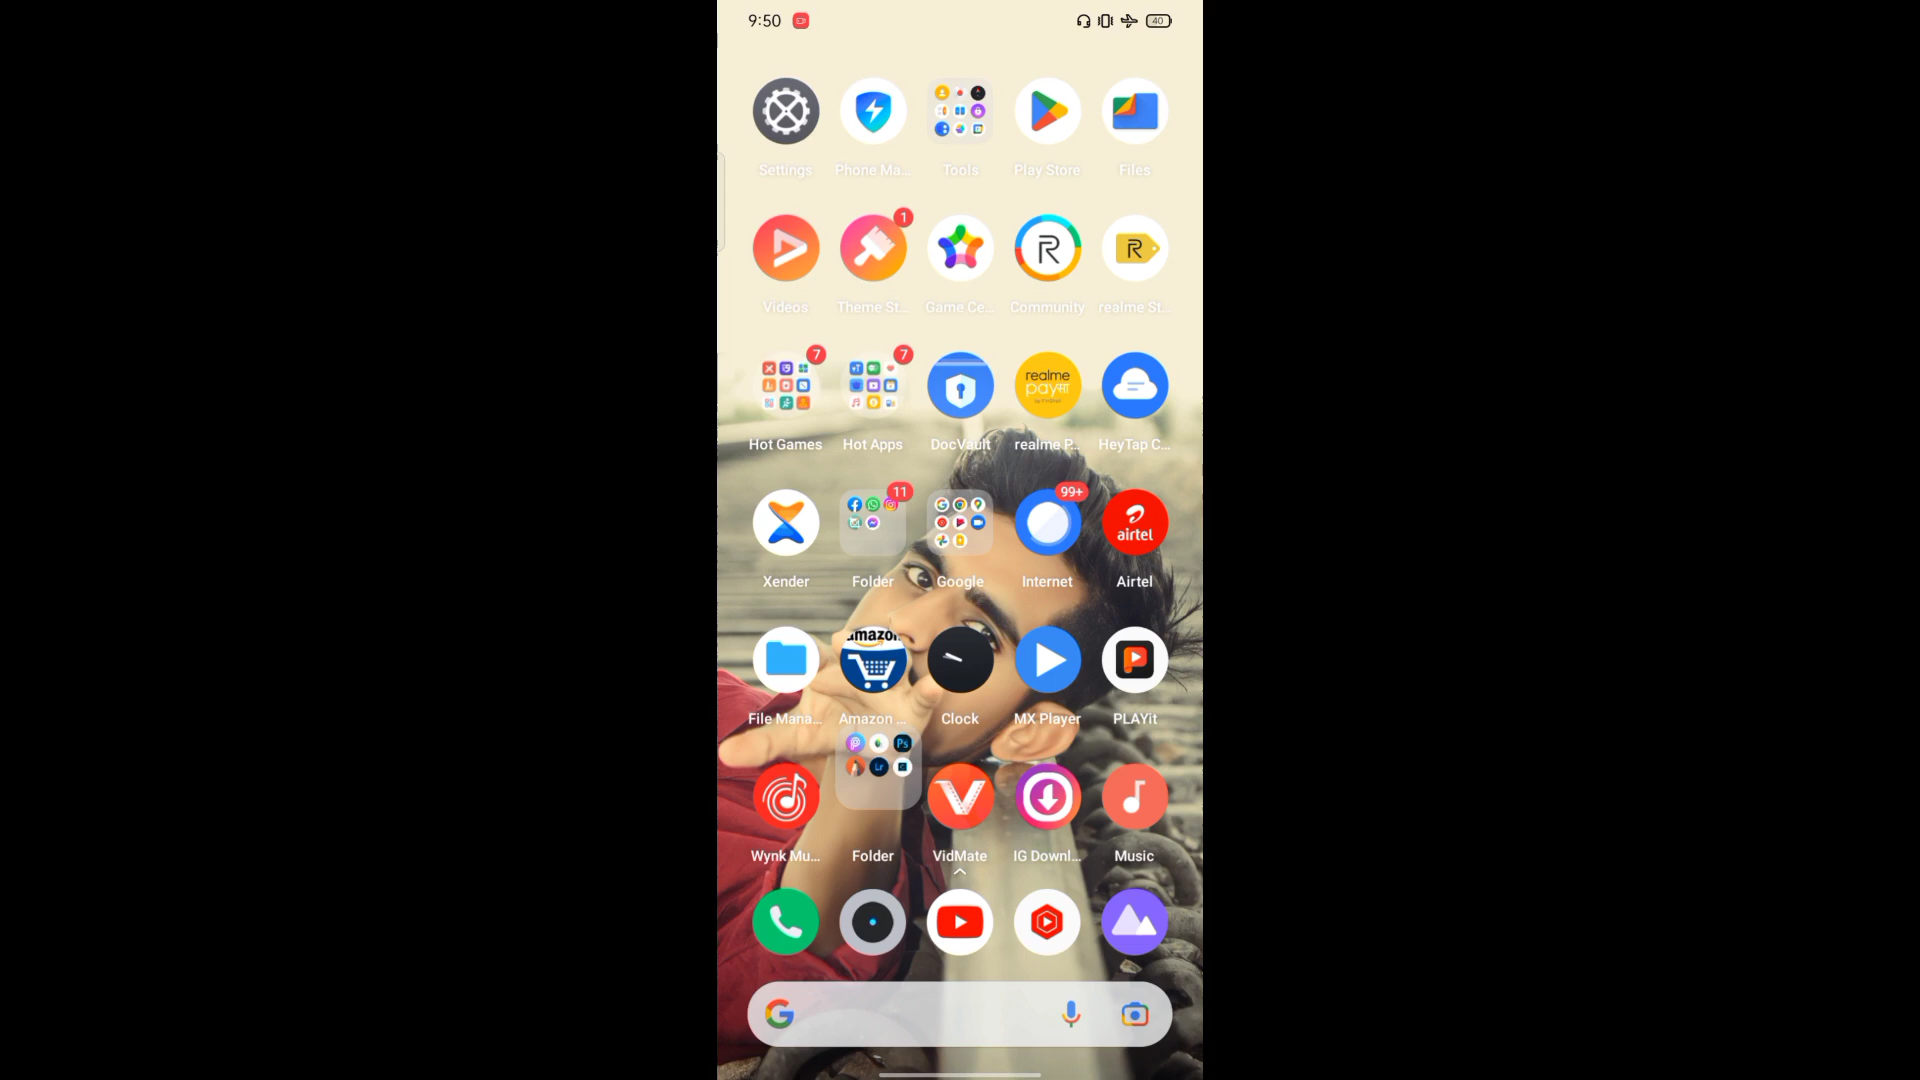 9:50
40
Settings Phone Ma... Tools Play Store Files
1
Videos Theme St... Game Ce... Community realme St...
7 7
realme
payसा
Hot Games Hot Apps DocVault realme P... HeyTap C...
11 99+
airtel
Xender Folder Google Internet Airtel
amazon
File Mana... Amazon ... Clock MX Player PLAYit
Ps
Lr
Wynk Mu... Folder VidMate IG Downl... Music